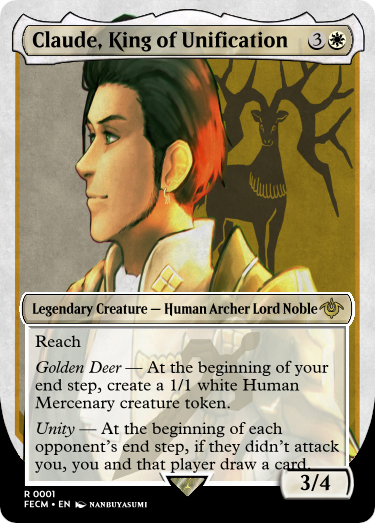 Claude, King of Unification 3
Legendary Creature — Human Archer Lord Noble
Reach
Golden Deer — At the beginning of your
end step, create a 1/1 white Human
Mercenary creature token.
Unity — At the beginning of each
opponent's end step, if they didn't attack
you, you and that player draw a card.
3/4
R 0001
FECM • EN NANBUYASUMI